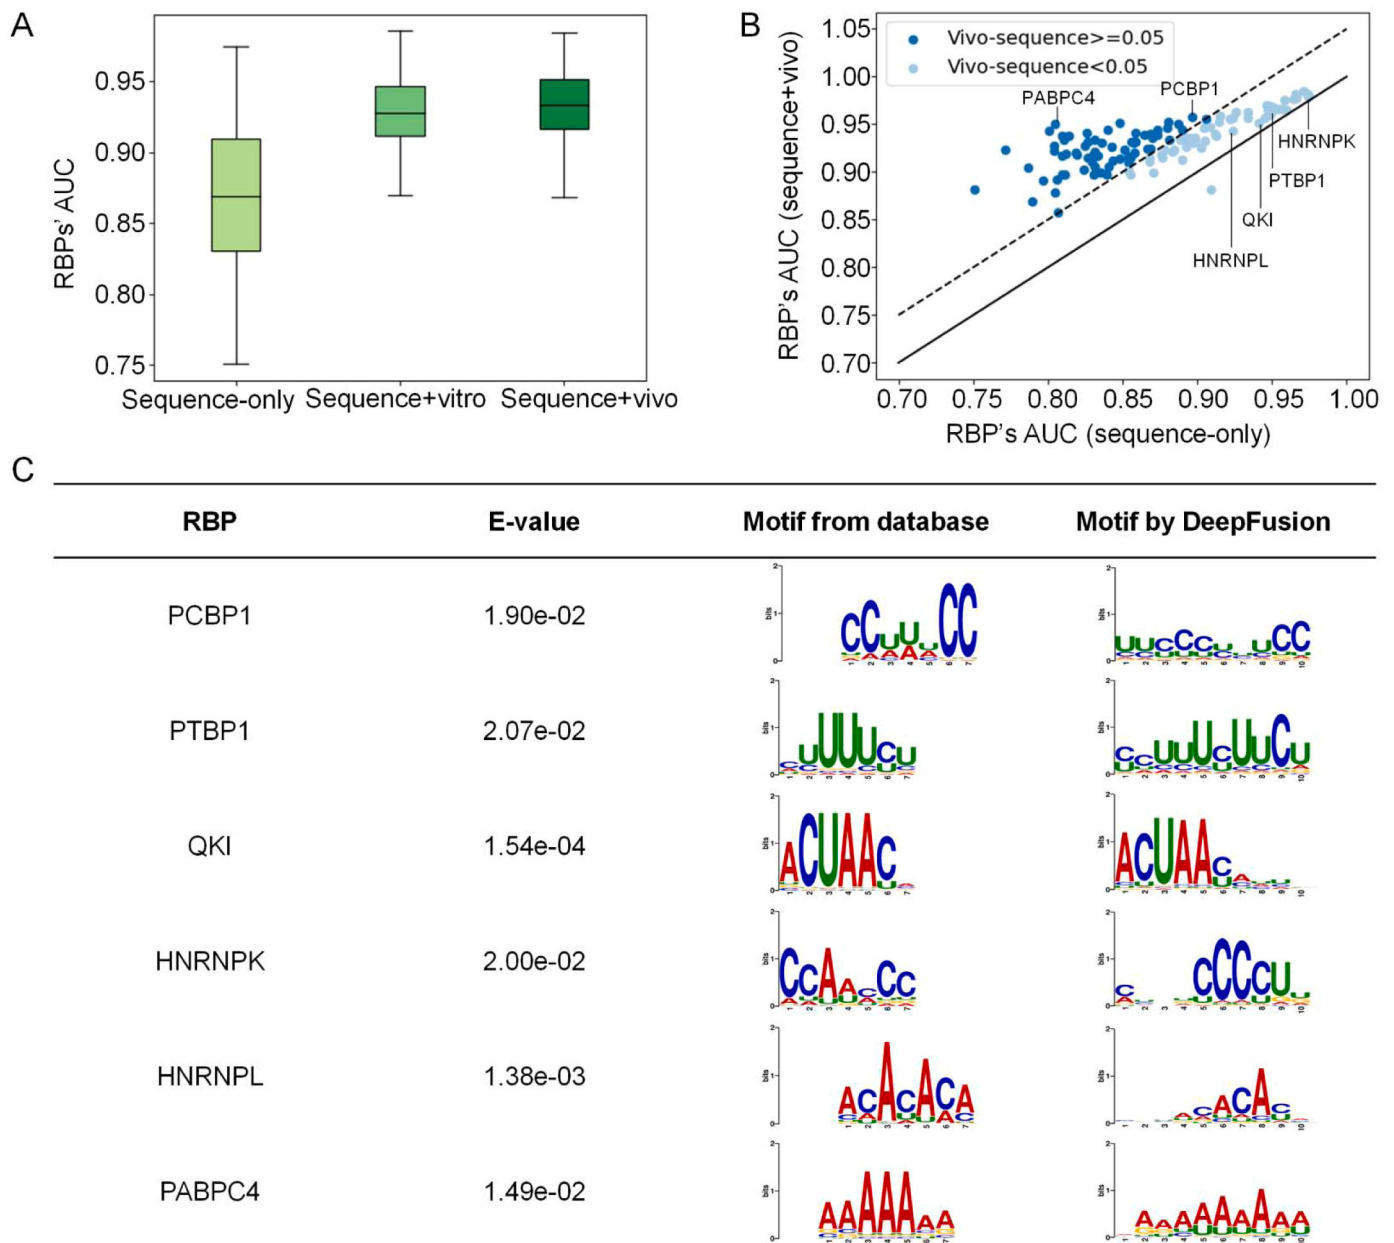 A
RBPs' AUC
0.95
0.90
0.85
0.80
0.75
Sequence-only
Sequence+vitro
Sequence+vivo
B
RBP's AUC (sequence+vivo)
1.05
1.00
0.95
0.90
0.85
0.80
0.75
0.70
Vivo-sequence>=0.05
Vivo-sequence<0.05
PABPC4
PCBP1
HNRNPK
PTBP1
QKI
HNRNPL
0.70 0.75 0.80 0.85 0.90 0.95 1.00
RBP's AUC (sequence-only)
C
RBP E-value Motif from database Motif by DeepFusion
PCBP1 1.90e-02
PTBP1 2.07e-02
QKI 1.54e-04
HNRNPK 2.00e-02
HNRNPL 1.38e-03
PABPC4 1.49e-02